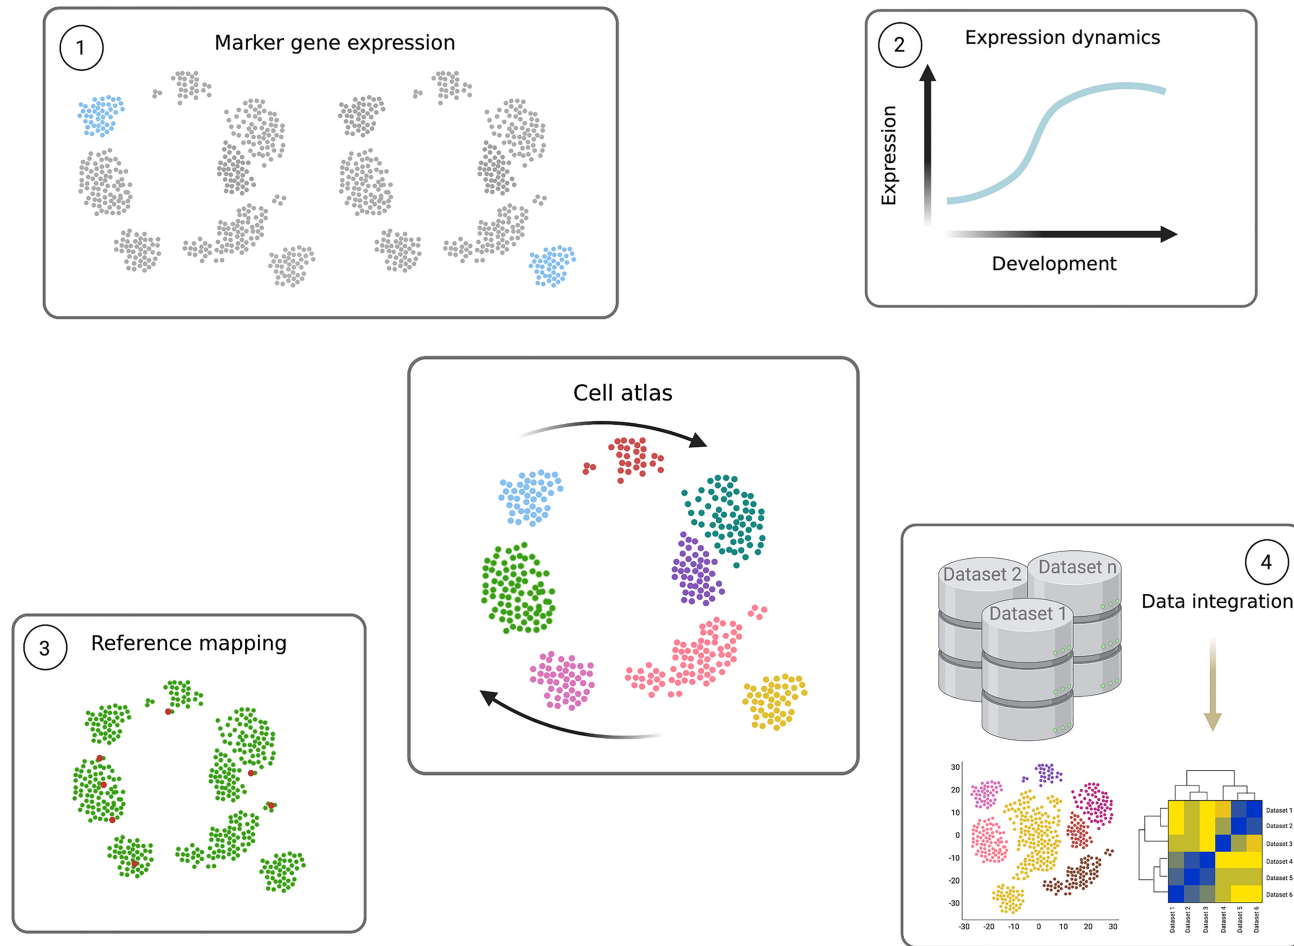 1
Marker gene expression
2
Expression dynamics
Expression
Development
Cell atlas
3
Reference mapping
4
Dataset 2
Dataset n
Dataset 1
Data integration
30
20
10
0
-10
-20
-30
-30
-20
-10
0
10
20
30
Dataset 1
Dataset 2
Dataset 3
Dataset 4
Dataset 5
Dataset 6
Dataset 1
Dataset 2
Dataset 3
Dataset 4
Dataset 5
Dataset 6